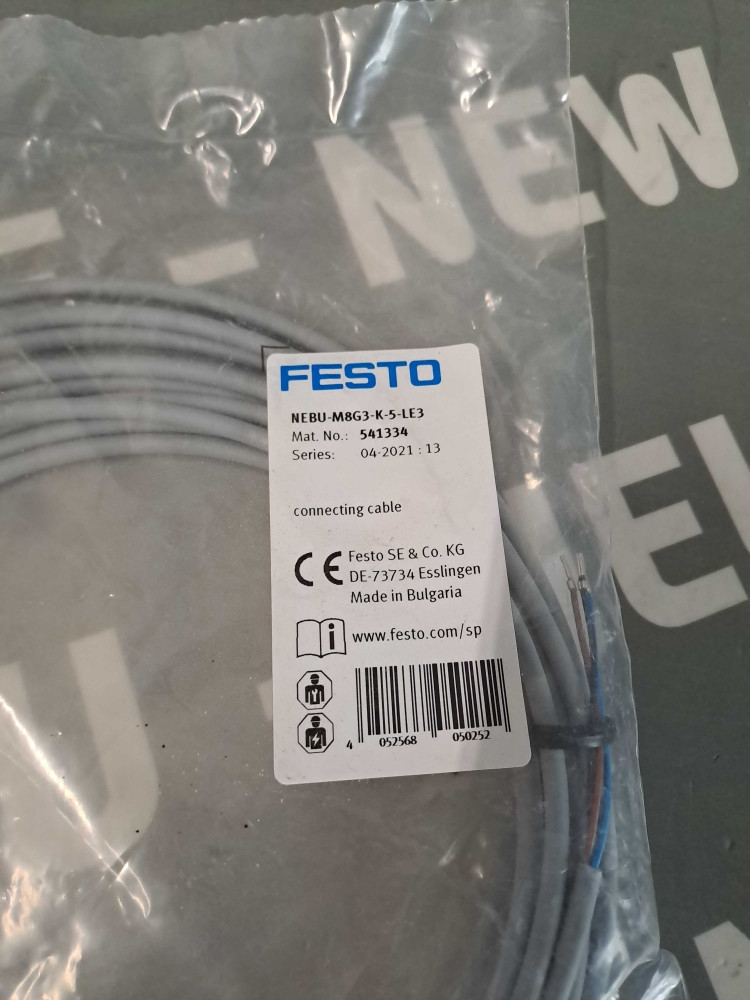 - NEW
FESTO
NEBU-M8G3-K-5-LE3
Mat. No.: 541334
Series: 04-2021 : 13
connecting cable
CE
Festo SE & Co. KG
DE-73734 Esslingen
Made in Bulgaria
i www.festo.com/sp
4 052568 050252